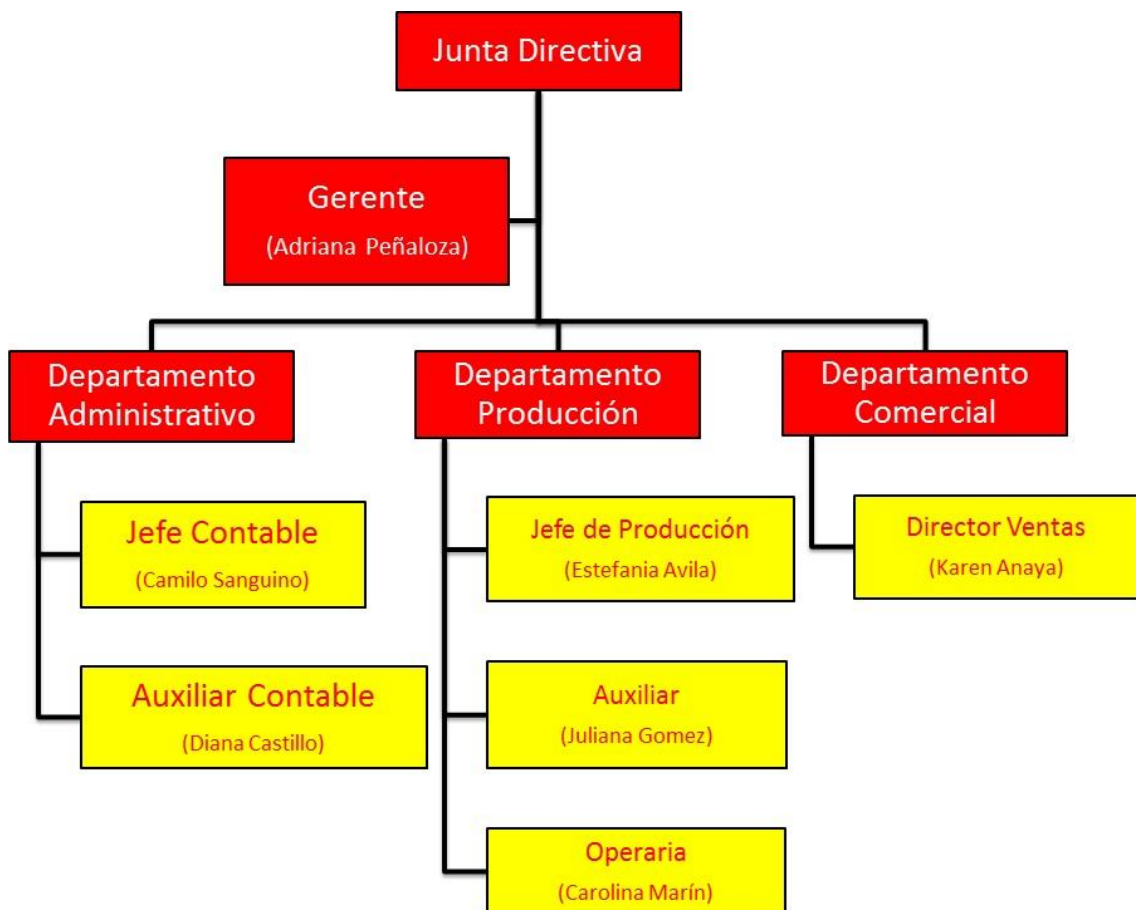 Junta Directiva
Gerente
(Adriana Peñaloza)
Departamento
Administrativo
Departamento
Producción
Departamento
Comercial
Jefe Contable
(Camilo Sanguino)
Auxiliar Contable
(Diana Castillo)
Jefe de Producción
(Estefania Avila)
Auxiliar
(Juliana Gomez)
Operaria
(Carolina Marín)
Director Ventas
(Karen Anaya)